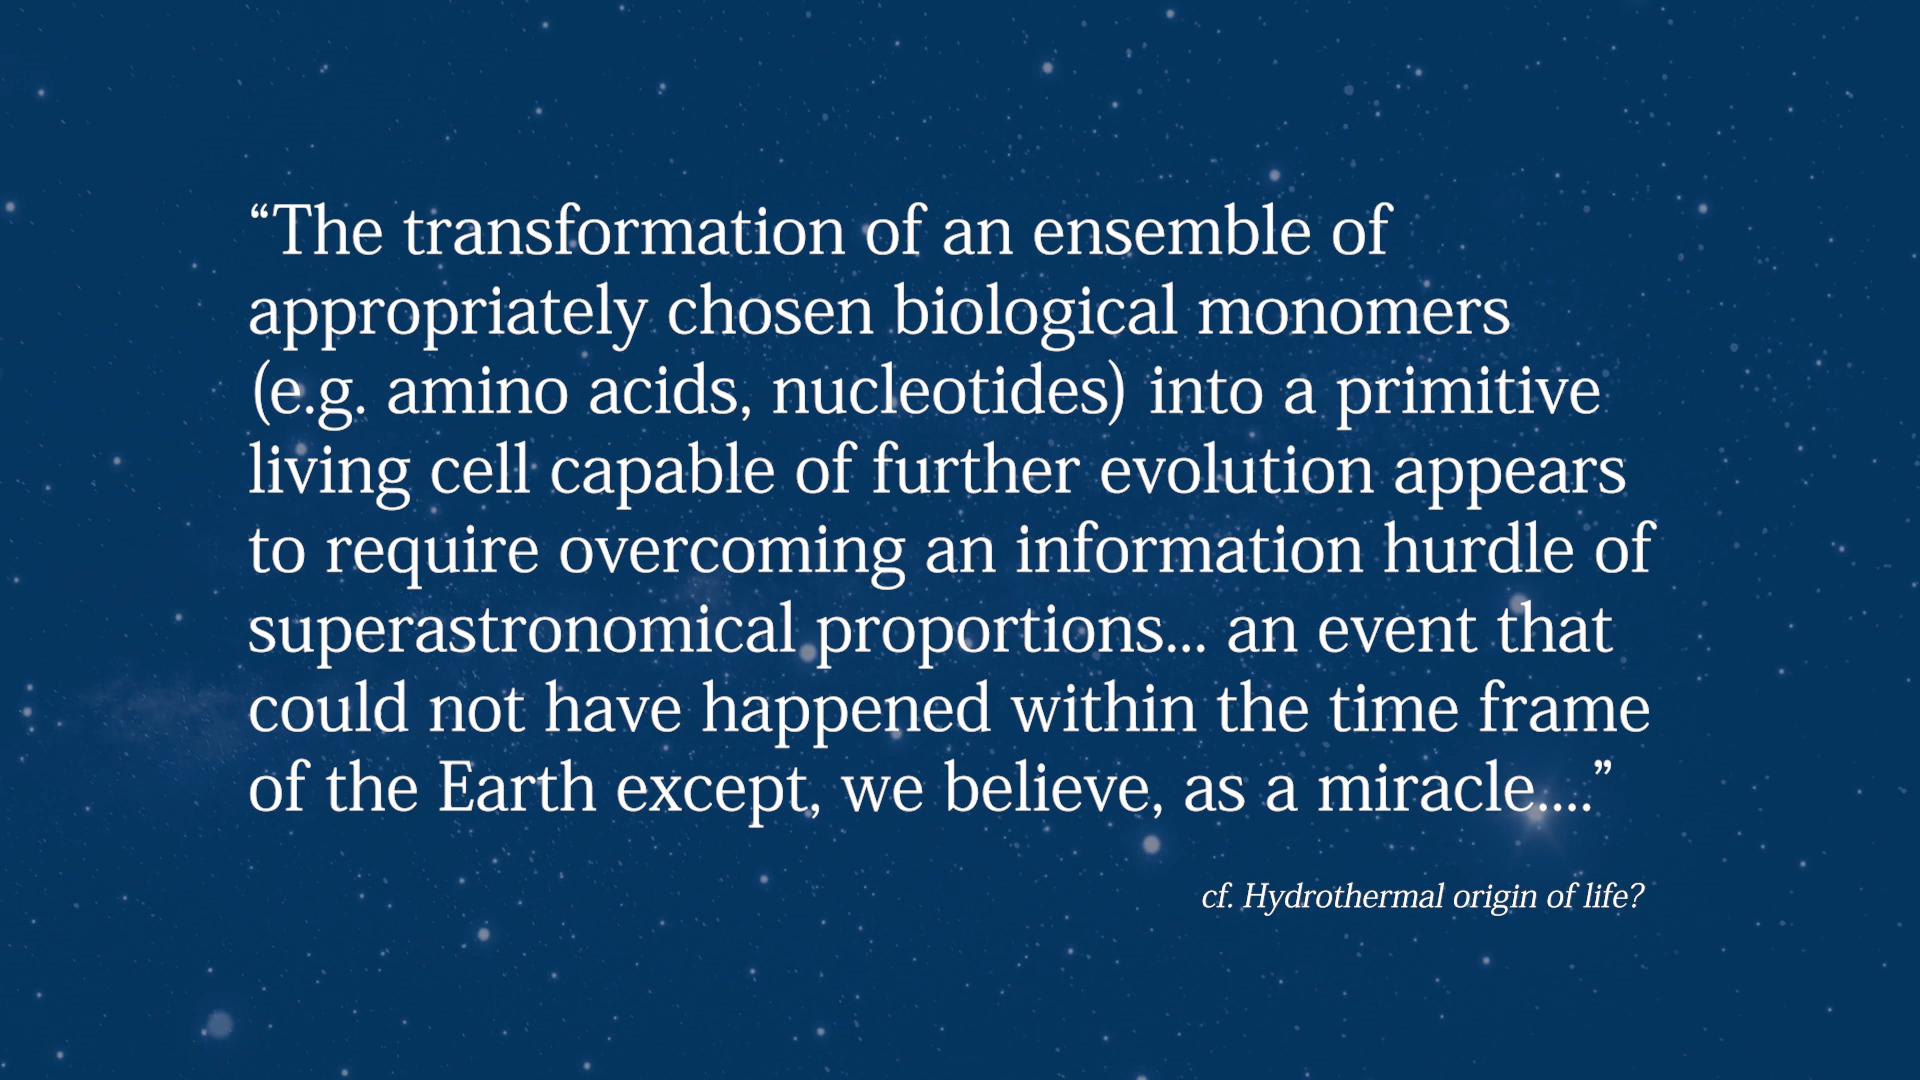 “The transformation of an ensemble of
appropriately chosen biological monomers
(e.g. amino acids, nucleotides) into a primitive
living cell capable of further evolution appears
to require overcoming an information hurdle of
superastronomical proportions... an event that
could not have happened within the time frame
of the Earth except, we believe, as a miracle....”
cf. Hydrothermal origin of life?